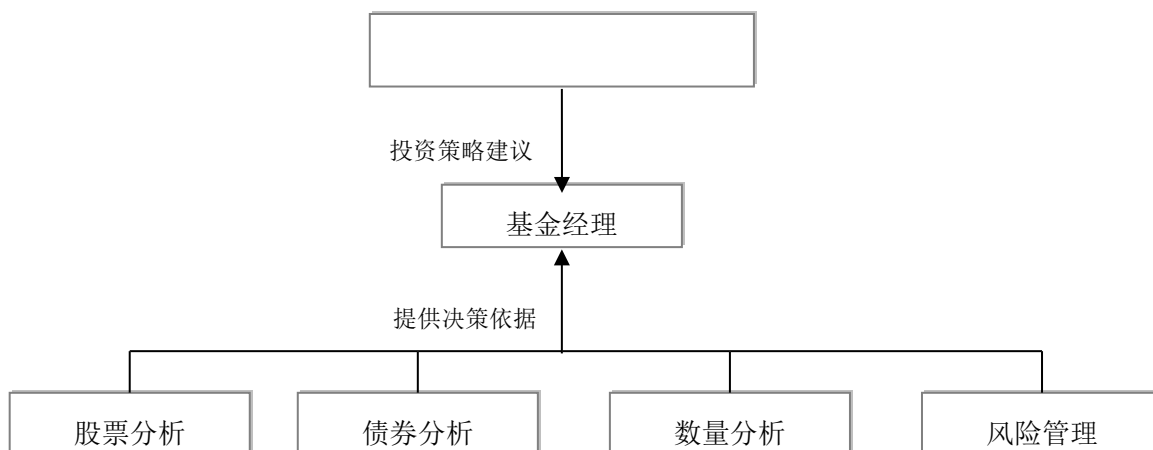 投资策略建议
基金经理
提供决策依据
股票分析
债券分析
数量分析
风险管理